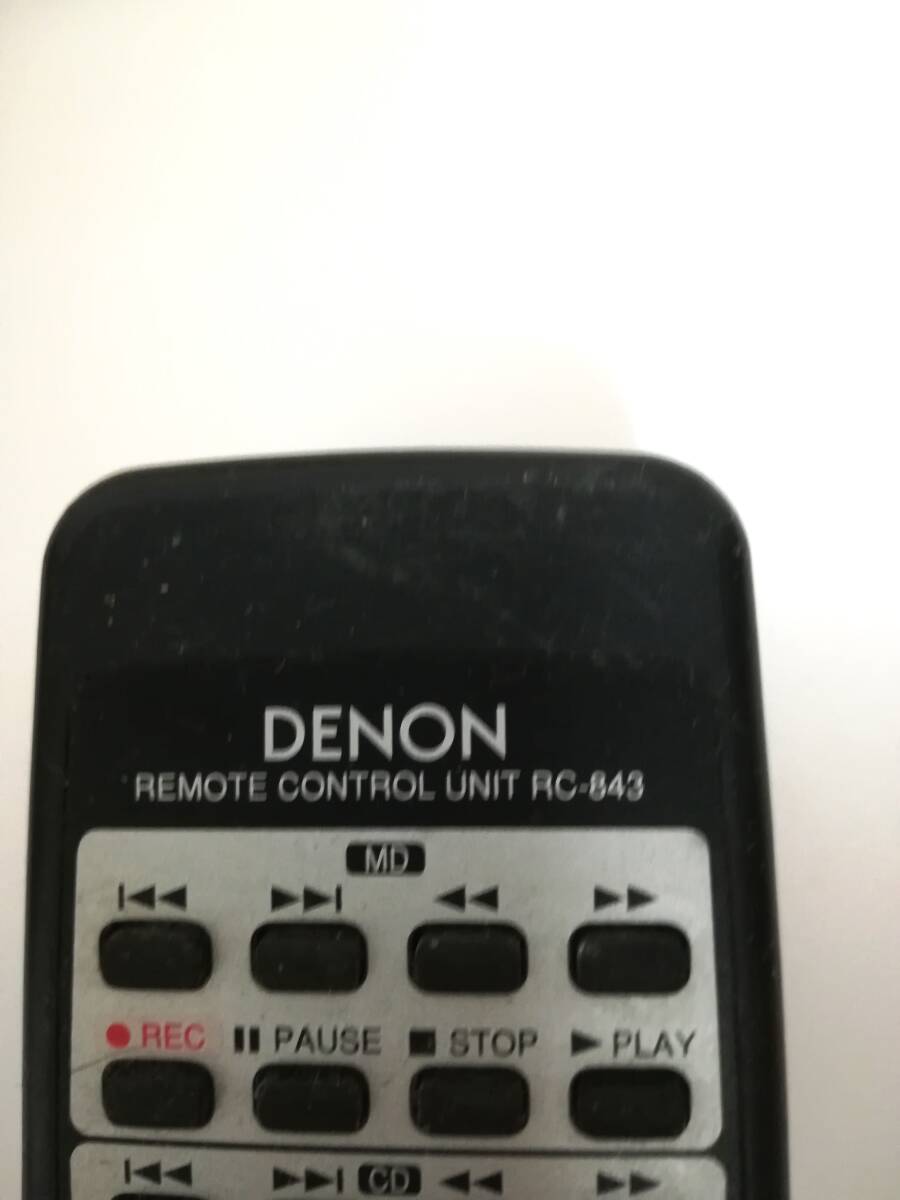 DENON
REMOTE CONTROL UNIT RC-843
MD
REC PAUSE STOP PLAY
CD